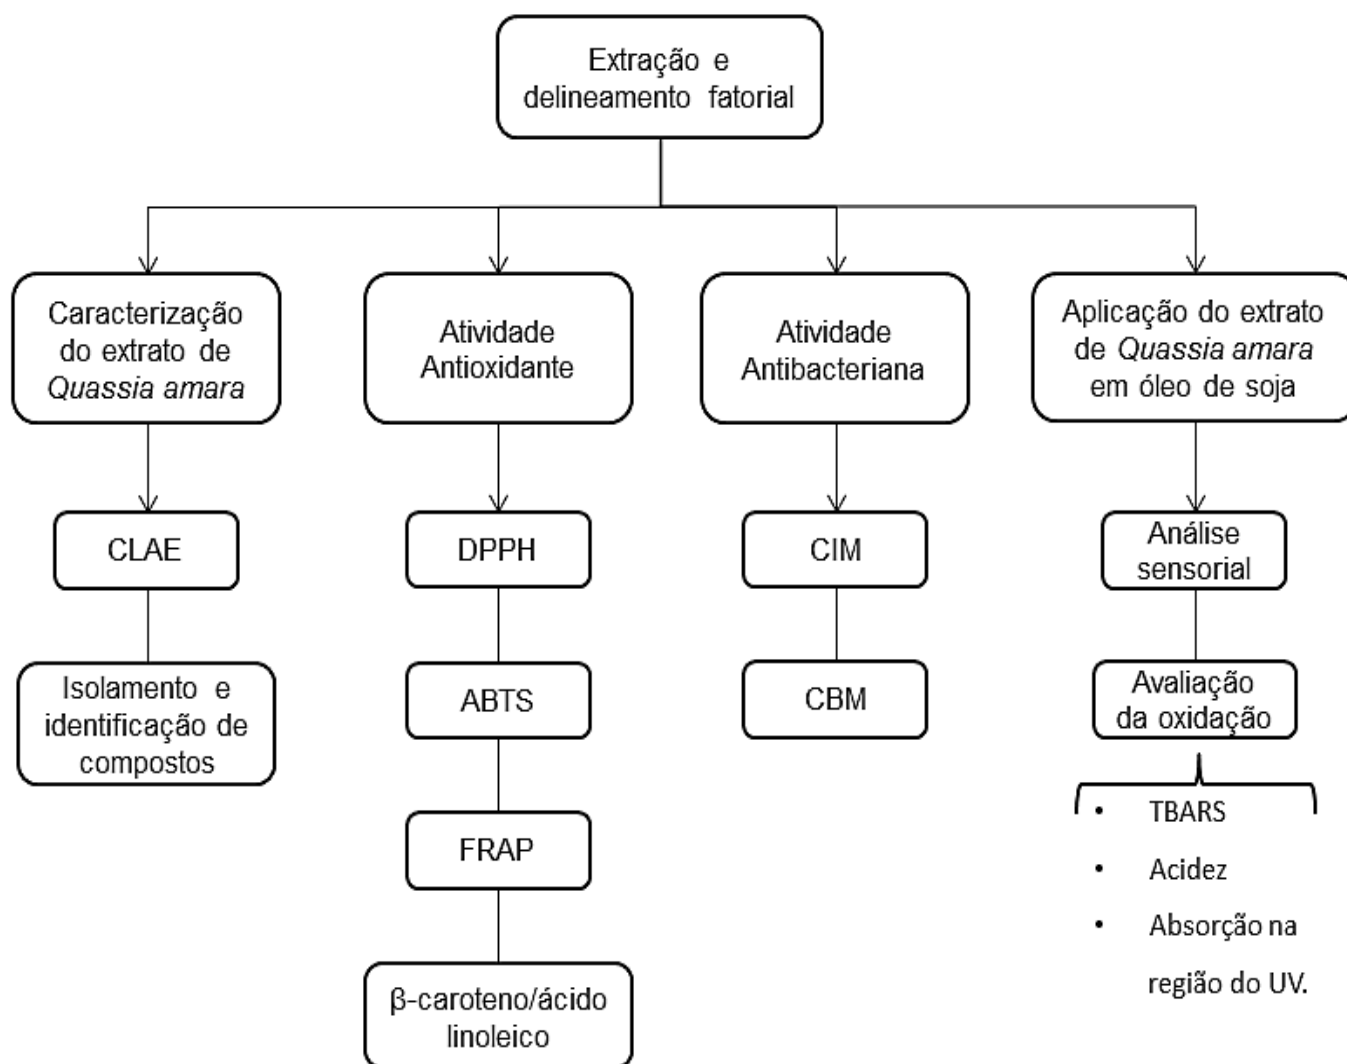 Extração e
delineamento fatorial
Caracterização
do extrato de
Quassia amara
Atividade
Antioxidante
Atividade
Antibacteriana
Aplicação do extrato
de Quassia amara
em óleo de soja
CLAE
DPPH
CIM
Análise
sensorial
Isolamento e
identificação de
compostos
ABTS
CBM
Avaliação
da oxidação
FRAP
• TBARS
• Acidez
• Absorção na
região do UV.
β-caroteno/ácido
linoleico